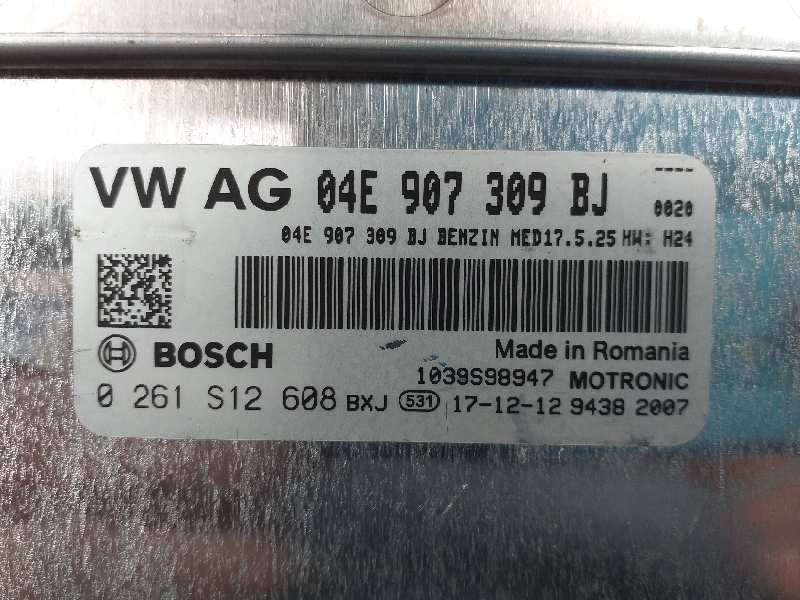 VW AG 04E 907 309 BJ ----
0020
04E 907 309 BJ BENZIN MED17.5.25 HW: H24
BOSCH Made in Romania
1039S98947 MOTRONIC
0 261 S12 608 BXJ 531 17-12-12 9438 2007